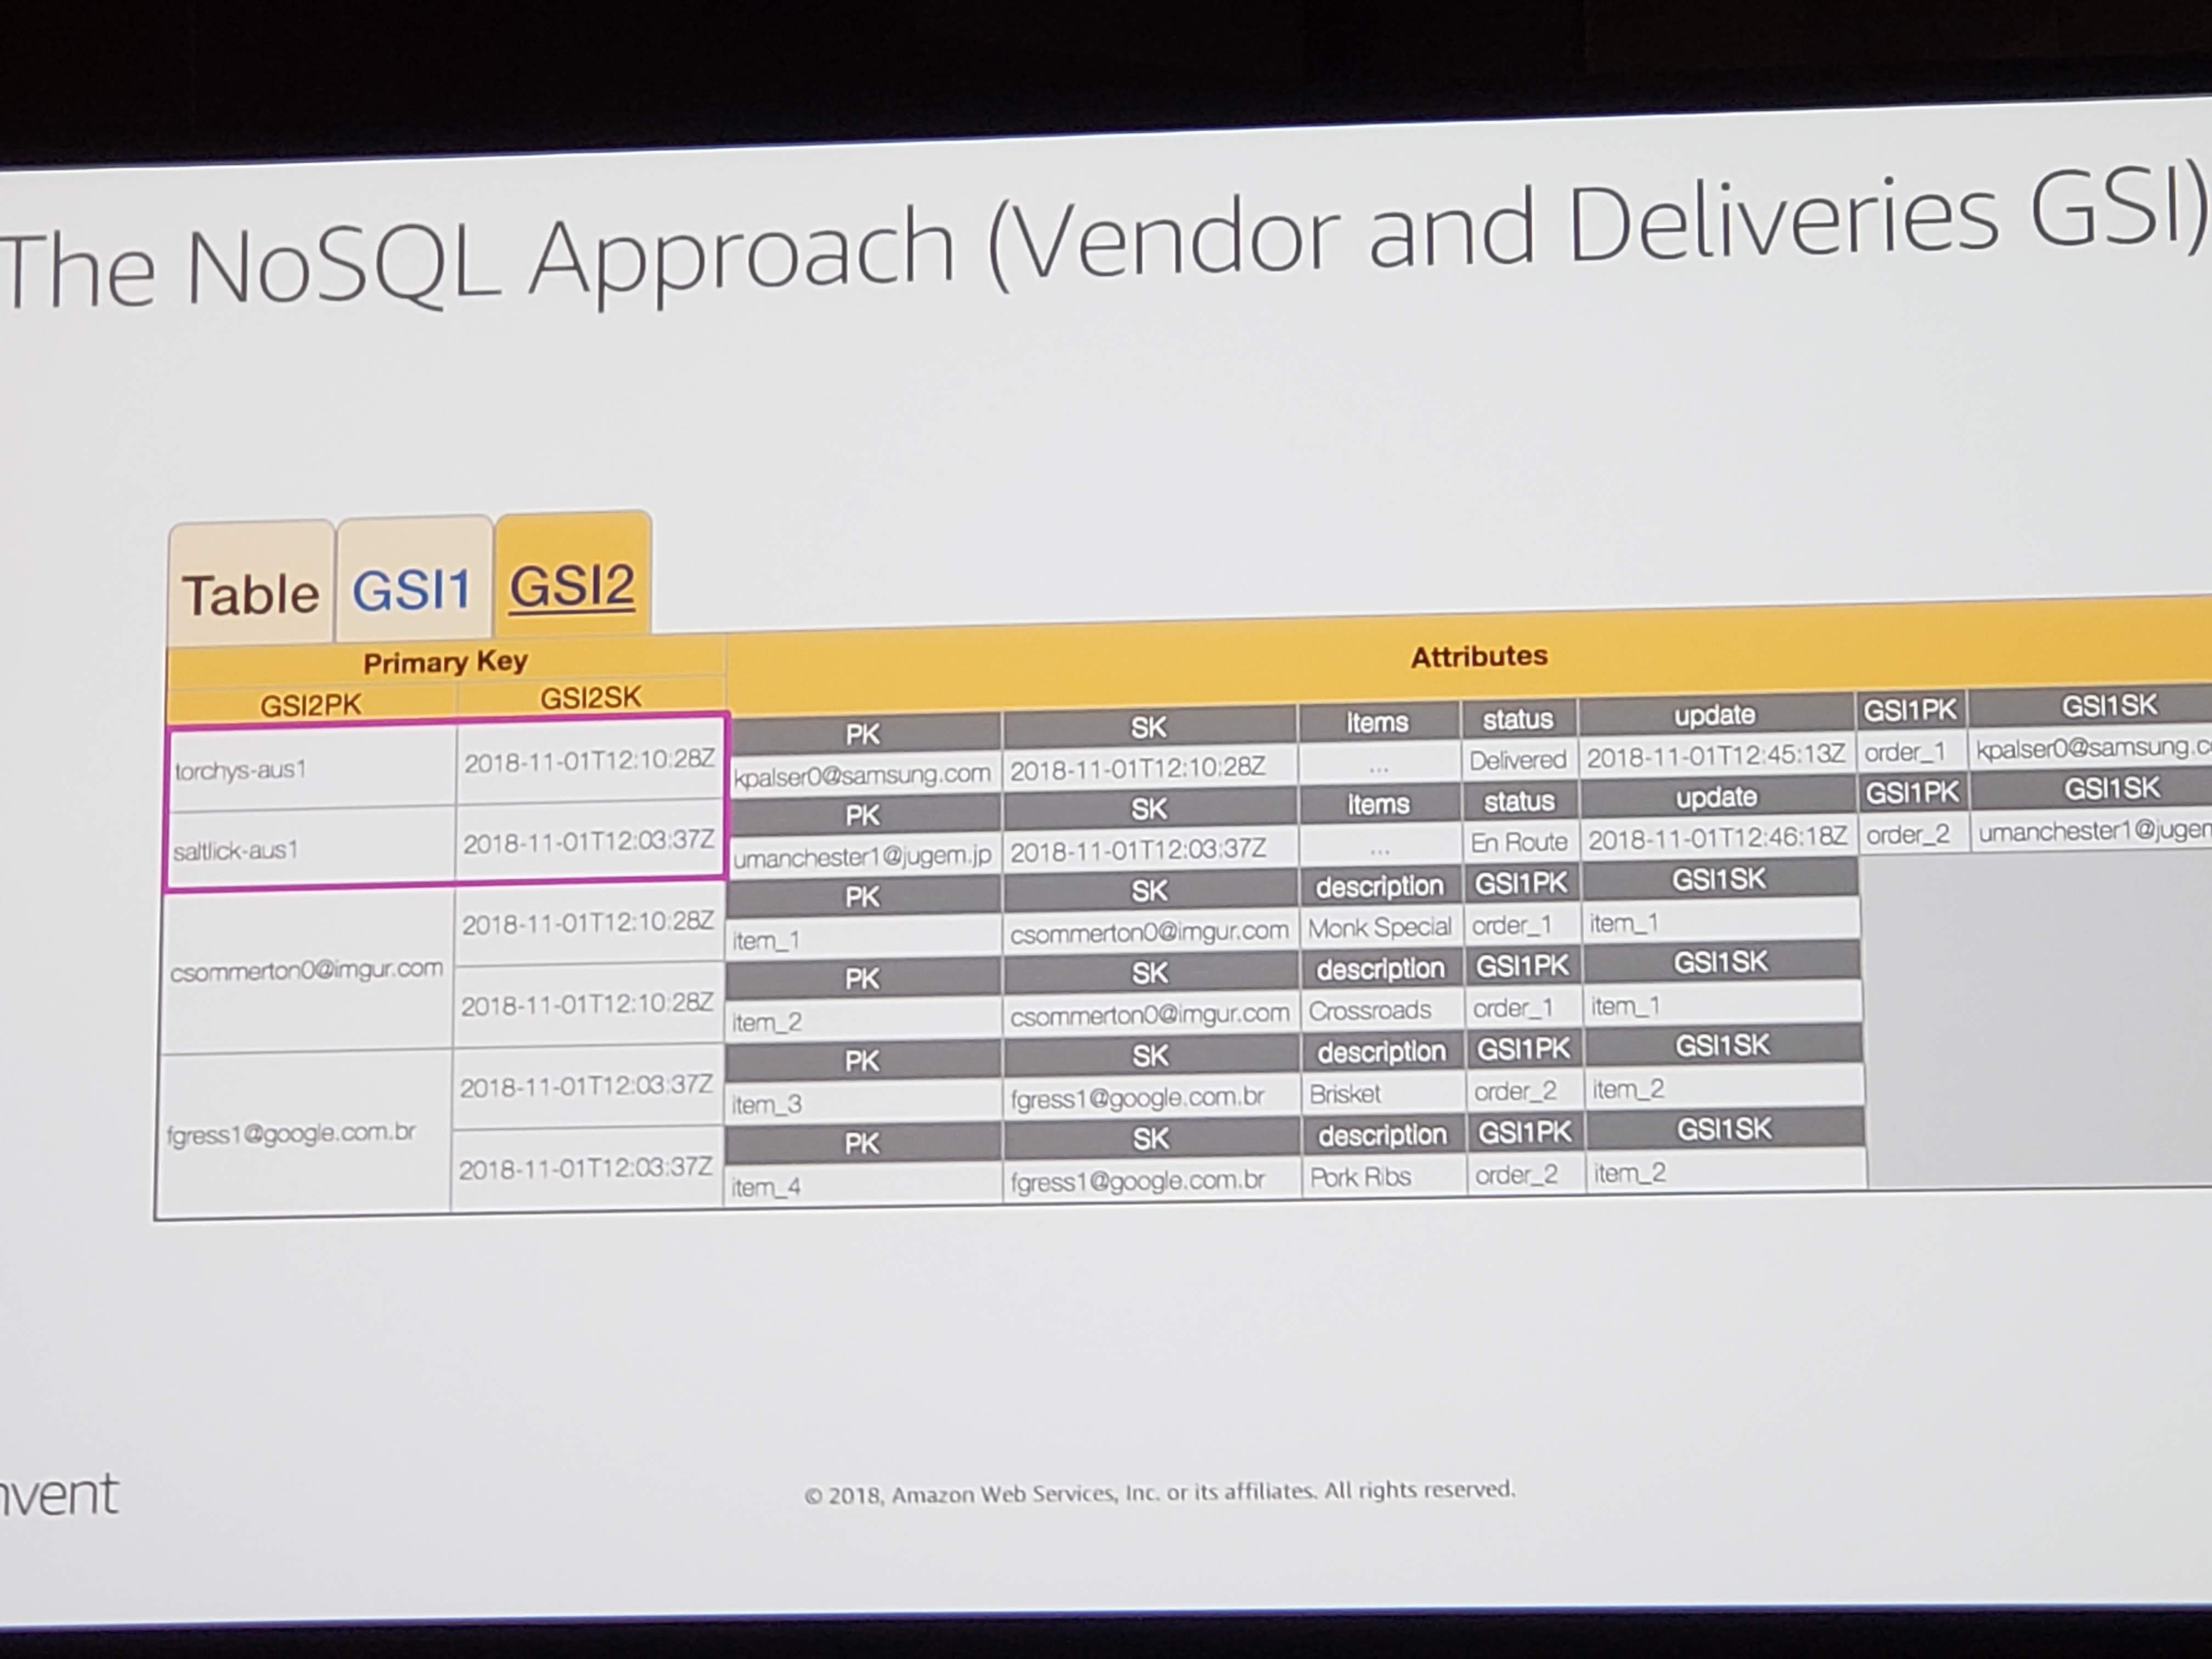 The NoSQL Approach (Vendor and Deliveries GSI)
Table GSI1 GSI2
Primary Key Attributes
GSI2PK GSI2SK
PK SK Items status update GSI1PK GSI1SK
torchys-aus1 2018-11-01T12:10:28Z kpalser0@samsung.com 2018-11-01T12:10:28Z ... Delivered 2018-11-01T12:45:13Z order_1 kpalser0@samsung.c
PK SK Items status update GSI1PK GSI1SK
saltlick-aus1 2018-11-01T12:03:37Z umanchester1@jugem.jp 2018-11-01T12:03:37Z ... En Route 2018-11-01T12:46:18Z order_2 umanchester1@jugem
PK SK description GSI1PK GSI1SK
csommerton0@imgur.com 2018-11-01T12:10:28Z item_1 csommerton0@imgur.com Monk Special order_1 item_1
PK SK description GSI1PK GSI1SK
2018-11-01T12:10:28Z item_2 csommerton0@imgur.com Crossroads order_1 item_1
PK SK description GSI1PK GSI1SK
fgress1@google.com.br 2018-11-01T12:03:37Z item_3 fgress1@google.com.br Brisket order_2 item_2
PK SK description GSI1PK GSI1SK
2018-11-01T12:03:37Z item_4 fgress1@google.com.br Pork Ribs order_2 item_2
nvent
© 2018, Amazon Web Services, Inc. or its affiliates. All rights reserved.